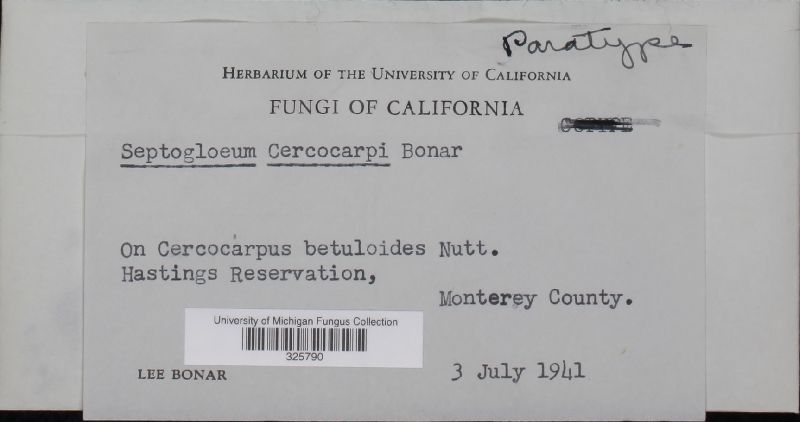 Paratype
HERBARIUM OF THE UNIVERSITY OF CALIFORNIA
FUNGI OF CALIFORNIA
Septogloeum Cercocarpi Bonar
On Cercocarpus betuloides Nutt.
Hastings Reservation,
Monterey County.
University of Michigan Fungus Collection
325790
LEE BONAR
3 July 1941